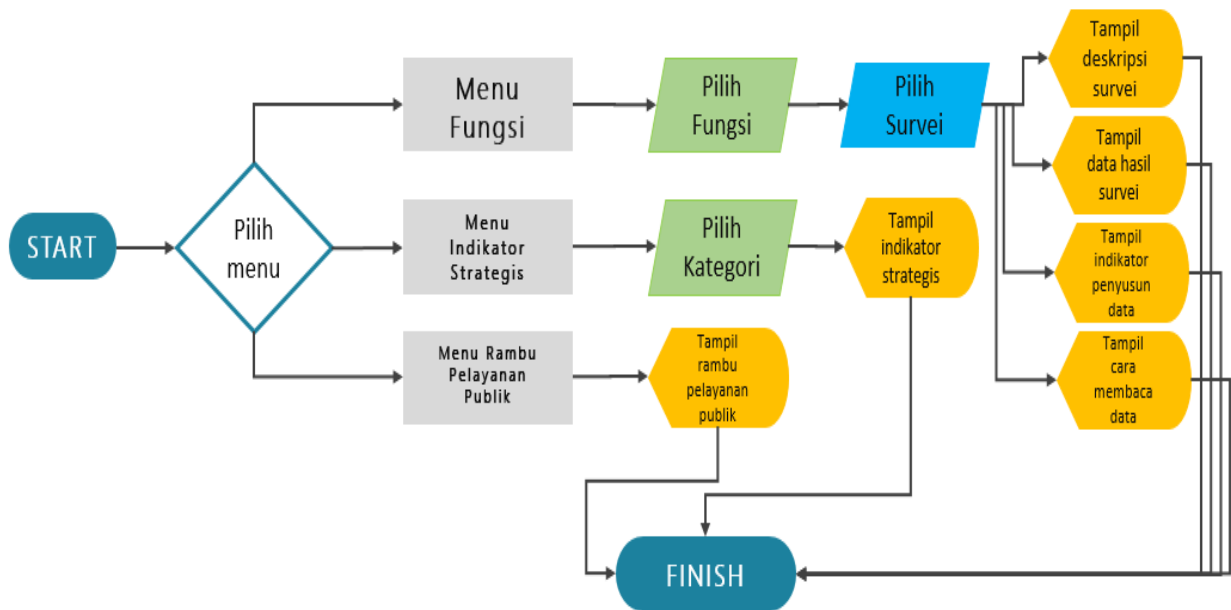 START
Pilih
menu
Menu
Fungsi
Pilih
Fungsi
Pilih
Survei
Tampil
deskripsi
survei
Tampil
data hasil
survei
Tampil
indikator
penyusun
data
Tampil
cara
membaca
data
Menu
Indikator
Strategis
Pilih
Kategori
Tampil
indikator
strategis
Menu Rambu
Pelayanan
Publik
Tampil
rambu
pelayanan
publik
FINISH